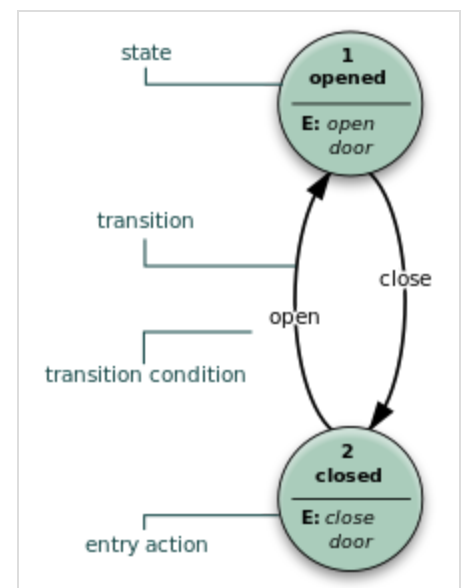 state
1
opened
E: open
door
transition
close
open
transition condition
2
closed
E: close
door
entry action